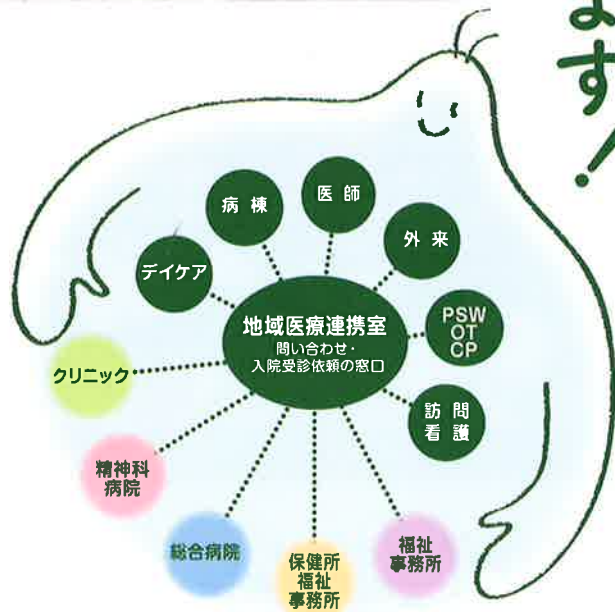 ます！
病棟
医師
外来
デイケア
PSW
OT
CP
訪問
看護
地域医療連携室
問い合わせ・
入院受診依頼の窓口
クリニック
精神科
病院
総合病院
保健所
福祉
事務所
福祉
事務所